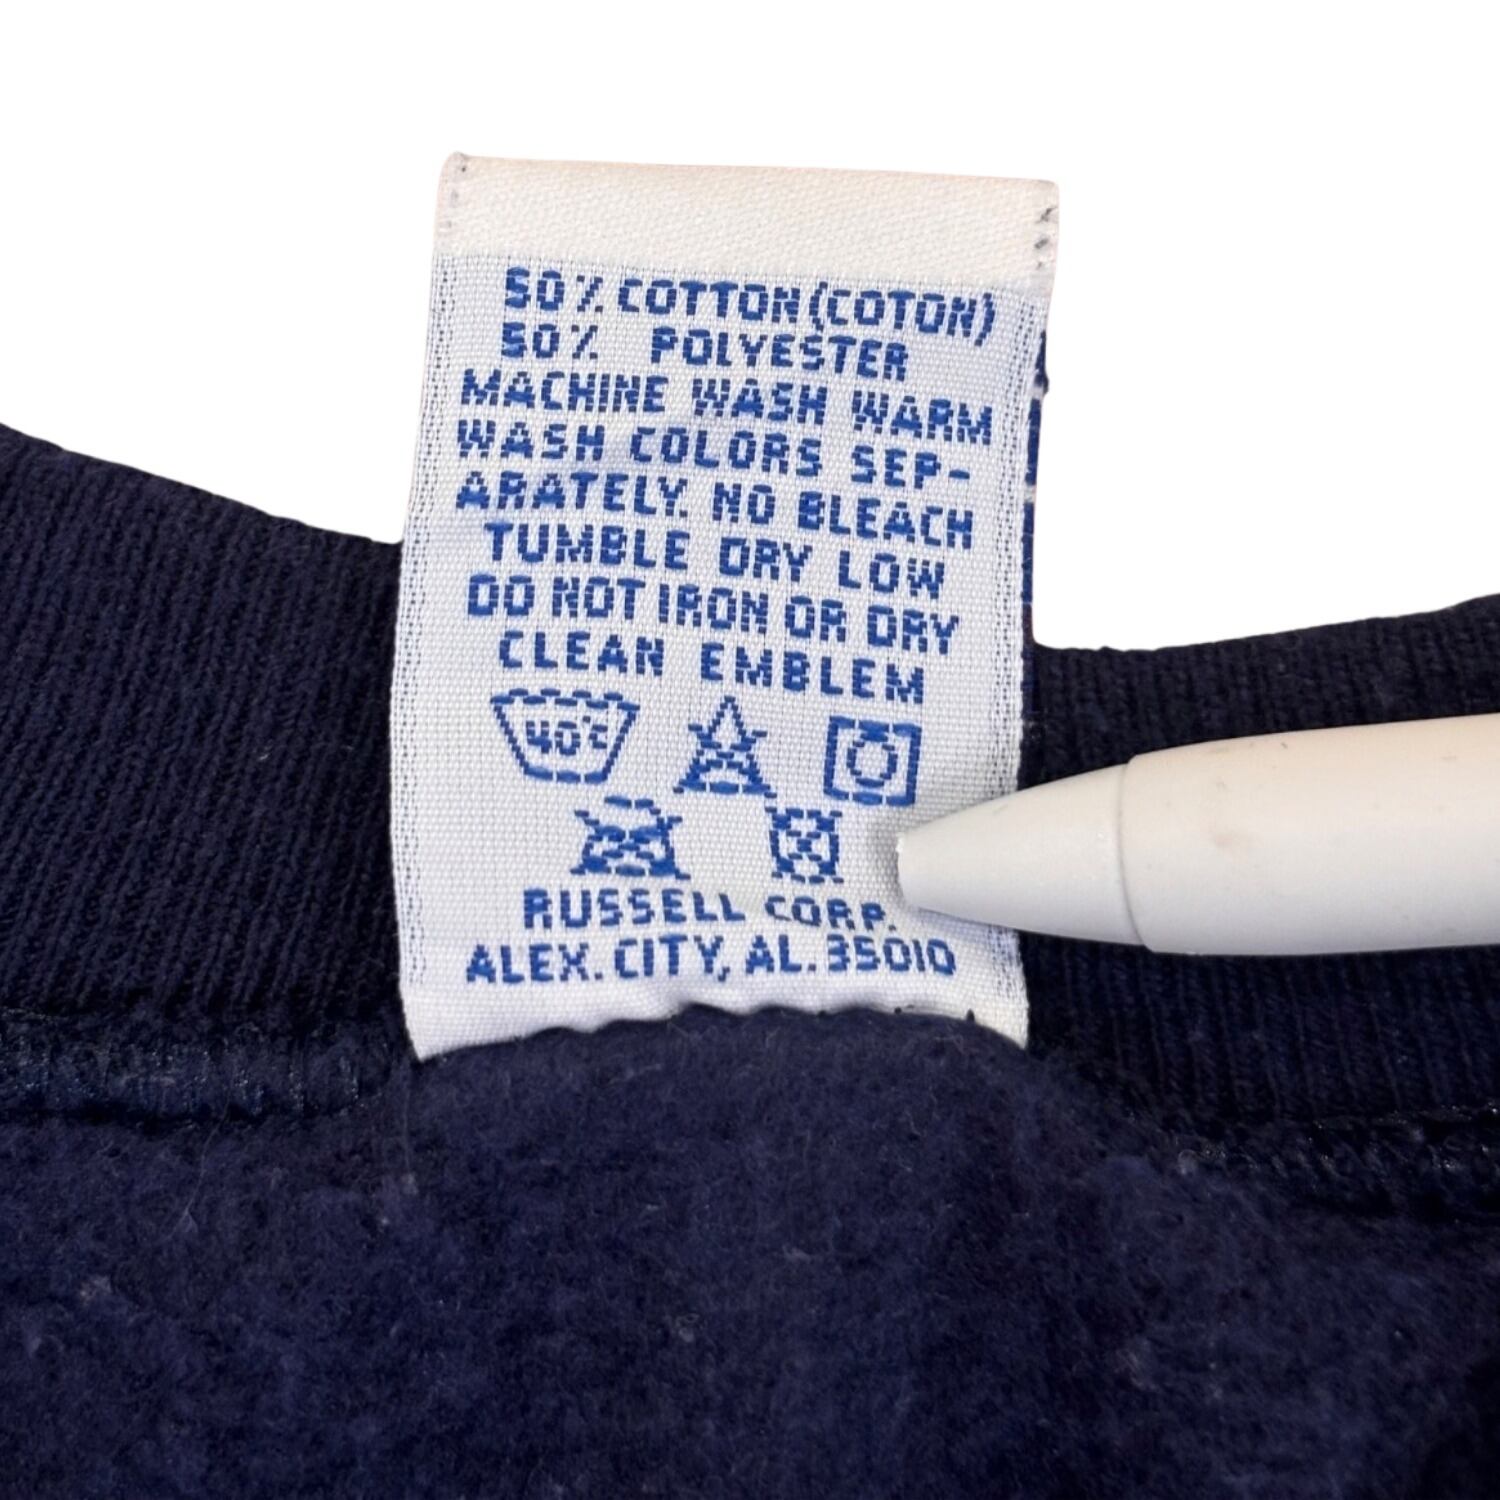 50% COTTON (COTON)
50% POLYESTER
MACHINE WASH WARM
WASH COLORS SEP-
ARATELY. NO BLEACH
TUMBLE DRY LOW
DO NOT IRON OR DRY
CLEAN EMBLEM
40°C
RUSSELL CORP.
ALEX. CITY, AL. 35010